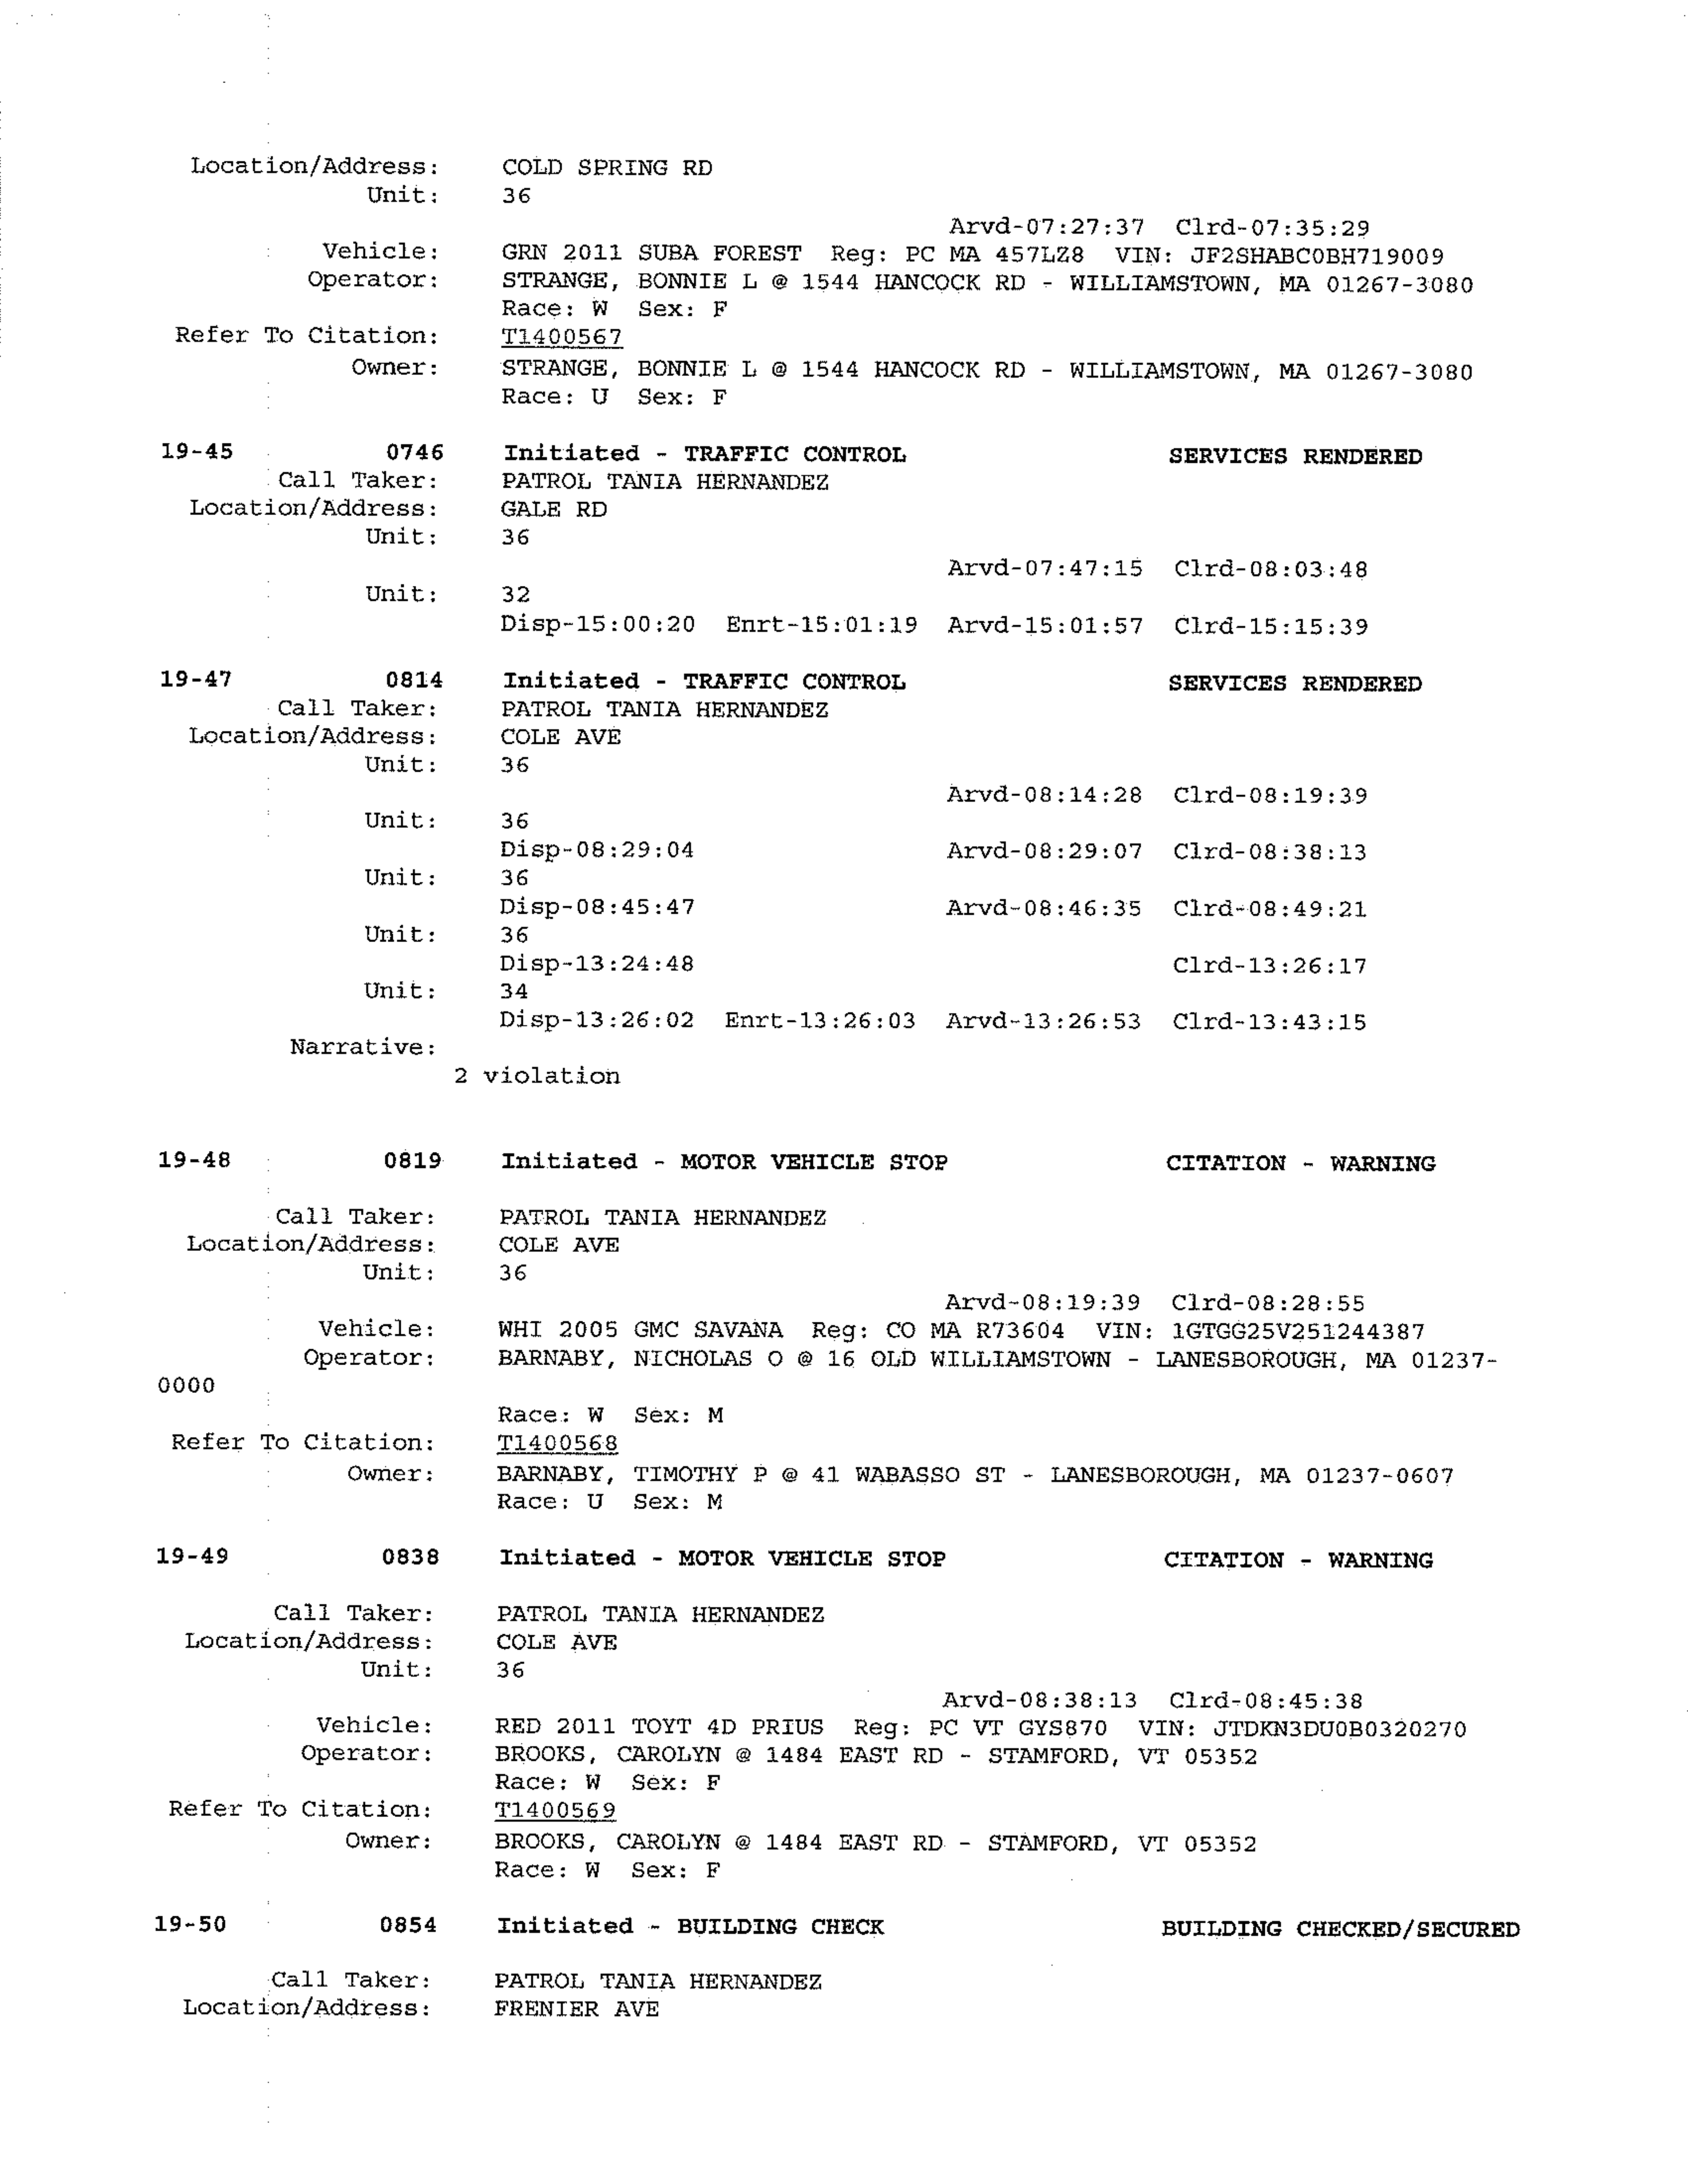 Location/Address: COLD SPRING RD
Unit: 36
Arvd-07:27:37 Clrd-07:35:29
Vehicle: GRN 2011 SUBA FOREST Reg: PC MA 457LZ8 VIN: JF2SHABC0BH719009
Operator: STRANGE, BONNIE L @ 1544 HANCOCK RD - WILLIAMSTOWN, MA 01267-3080
Race: W Sex: F
Refer To Citation: T1400567
Owner: STRANGE, BONNIE L @ 1544 HANCOCK RD - WILLIAMSTOWN, MA 01267-3080
Race: U Sex: F
19-45 0746 Initiated - TRAFFIC CONTROL SERVICES RENDERED
Call Taker: PATROL TANIA HERNANDEZ
Location/Address: GALE RD
Unit: 36
Arvd-07:47:15 Clrd-08:03:48
Unit: 32
Disp-15:00:20 Enrt-15:01:19 Arvd-15:01:57 Clrd-15:15:39
19-47 0814 Initiated - TRAFFIC CONTROL SERVICES RENDERED
Call Taker: PATROL TANIA HERNANDEZ
Location/Address: COLE AVE
Unit: 36
Arvd-08:14:28 Clrd-08:19:39
Unit: 36
Disp-08:29:04 Arvd-08:29:07 Clrd-08:38:13
Unit: 36
Disp-08:45:47 Arvd-08:46:35 Clrd-08:49:21
Unit: 36
Disp-13:24:48 Clrd-13:26:17
Unit: 34
Disp-13:26:02 Enrt-13:26:03 Arvd-13:26:53 Clrd-13:43:15
Narrative:
2 violation
19-48 0819 Initiated - MOTOR VEHICLE STOP CITATION - WARNING
Call Taker: PATROL TANIA HERNANDEZ
Location/Address: COLE AVE
Unit: 36
Arvd-08:19:39 Clrd-08:28:55
Vehicle: WHI 2005 GMC SAVANA Reg: CO MA R73604 VIN: 1GTGG25V251244387
Operator: BARNABY, NICHOLAS O @ 16 OLD WILLIAMSTOWN - LANESBOROUGH, MA 01237-
0000
Race: W Sex: M
Refer To Citation: T1400568
Owner: BARNABY, TIMOTHY P @ 41 WABASSO ST - LANESBOROUGH, MA 01237-0607
Race: U Sex: M
19-49 0838 Initiated - MOTOR VEHICLE STOP CITATION - WARNING
Call Taker: PATROL TANIA HERNANDEZ
Location/Address: COLE AVE
Unit: 36
Arvd-08:38:13 Clrd-08:45:38
Vehicle: RED 2011 TOYT 4D PRIUS Reg: PC VT GYS870 VIN: JTDKN3DU0B0320270
Operator: BROOKS, CAROLYN @ 1484 EAST RD - STAMFORD, VT 05352
Race: W Sex: F
Refer To Citation: T1400569
Owner: BROOKS, CAROLYN @ 1484 EAST RD - STAMFORD, VT 05352
Race: W Sex: F
19-50 0854 Initiated - BUILDING CHECK BUILDING CHECKED/SECURED
Call Taker: PATROL TANIA HERNANDEZ
Location/Address: FRENIER AVE